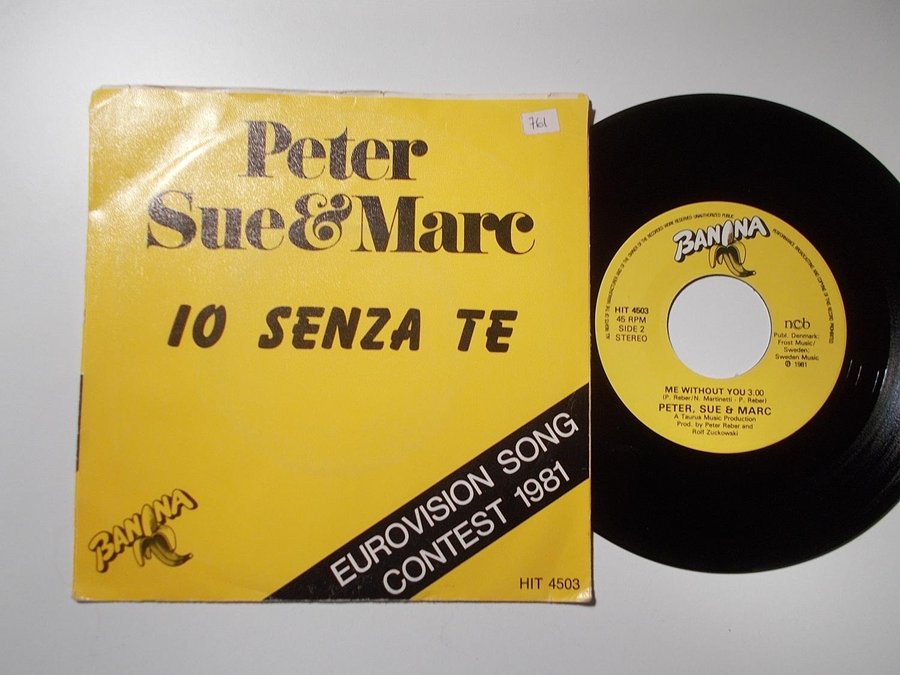 Peter
Sue & Marc
761
IO SENZA TE
BANANA
EUROVISION SONG
CONTEST 1981
HIT 4503
BANANA
HIT 4503
45 RPM
SIDE 2
STEREO
ncb
Publ. Denmark:
Frost Music/
Sweden:
Sweden Music
Ⓟ 1981
ME WITHOUT YOU 3.00
(P. Reber/N. Martinetti - P. Reber)
PETER, SUE & MARC
A Taurus Music Production
Prod. by Peter Reber and
Rolf Zuckowski